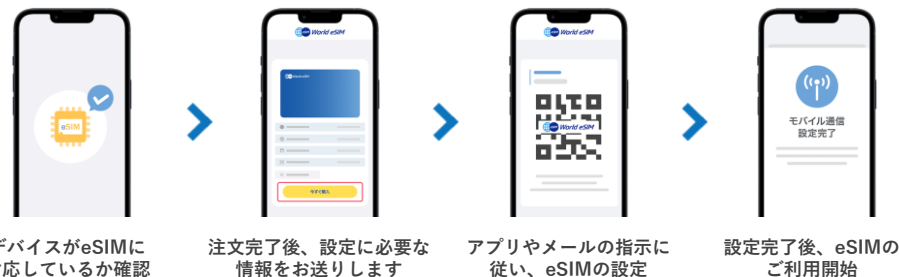 eSIM
World eSIM
今すぐ購入
World eSIM
World eSIM
モバイル通信
設定完了
デバイスがeSIMに
対応しているか確認
注文完了後、設定に必要な
情報をお送りします
アプリやメールの指示に
従い、eSIMの設定
設定完了後、eSIMの
ご利用開始